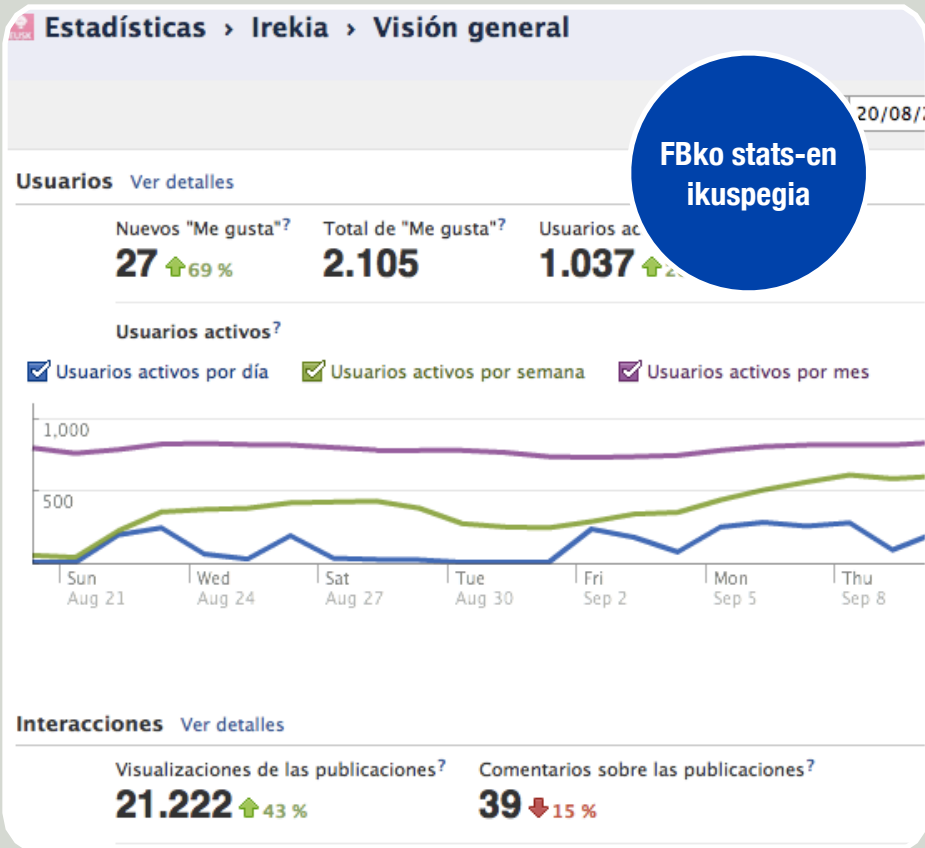 Estadísticas › Irekia › Visión general
20/08/
FBko stats-en
ikuspegia
Usuarios Ver detalles
Nuevos "Me gusta"? Total de "Me gusta"? Usuarios
27 69 % 2.105 1.037
Usuarios activos?
Usuarios activos por día Usuarios activos por semana Usuarios activos por mes
1,000
500
Sun Wed Sat Tue Fri Mon Thu
Aug 21 Aug 24 Aug 27 Aug 30 Sep 2 Sep 5 Sep 8
Interacciones Ver detalles
Visualizaciones de las publicaciones? Comentarios sobre las publicaciones?
21.222 43 % 39 15 %